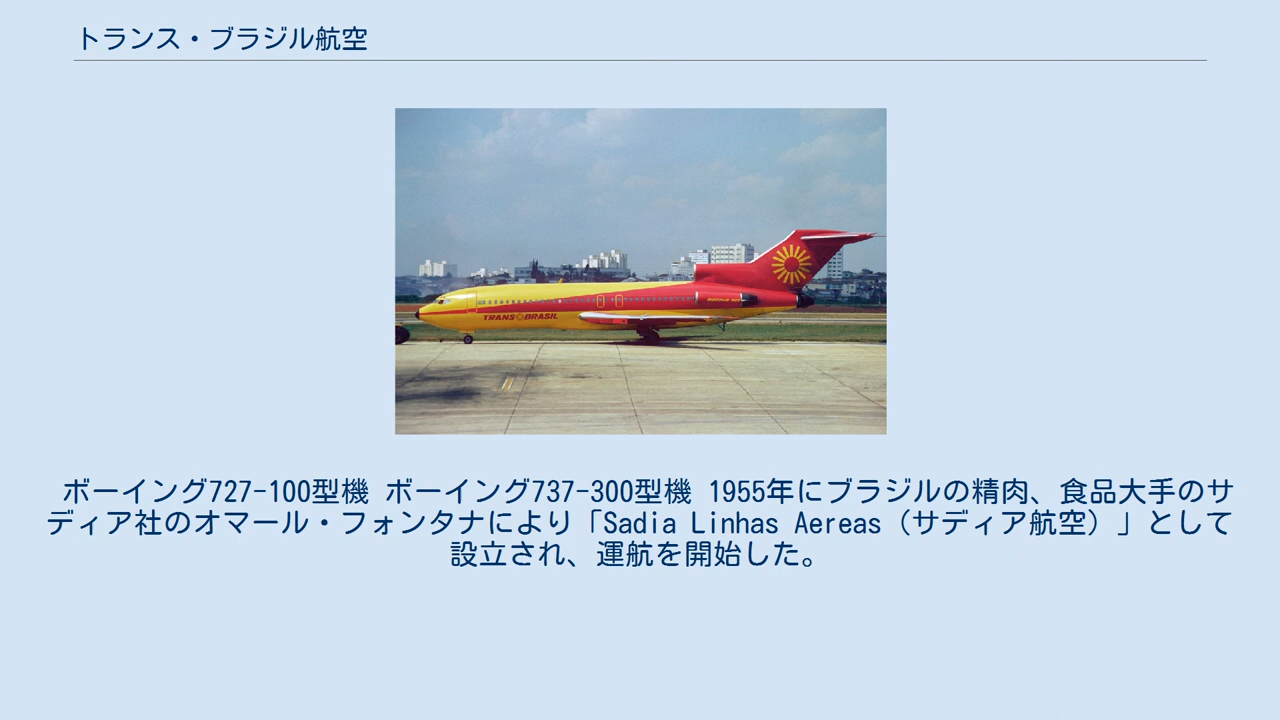 トランス・ブラジル航空
TRANSBRASIL
ボーイング727-100型機 ボーイング737-300型機 1955年にブラジルの精肉、食品大手のサ
ディア社のオマール・フォンタナにより「Sadia Linhas Aereas（サディア航空）」として
設立され、運航を開始した。